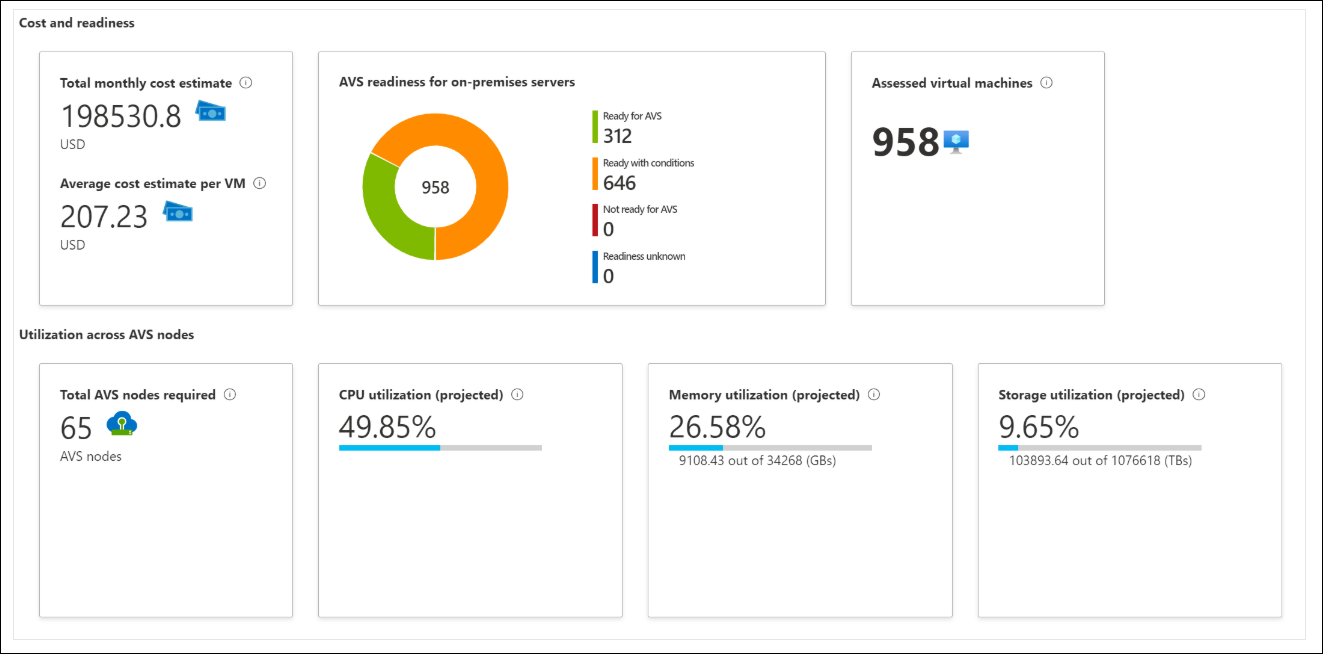 Cost and readiness
Total monthly cost estimate
198530.8
USD
Average cost estimate per VM
207.23
USD
AVS readiness for on-premises servers
958
Ready for AVS
312
Ready with conditions
646
Not ready for AVS
0
Readiness unknown
0
Assessed virtual machines
958
Utilization across AVS nodes
Total AVS nodes required
65
AVS nodes
CPU utilization (projected)
49.85%
Memory utilization (projected)
26.58%
9108.43 out of 34268 (GBs)
Storage utilization (projected)
9.65%
103893.64 out of 1076618 (TBs)